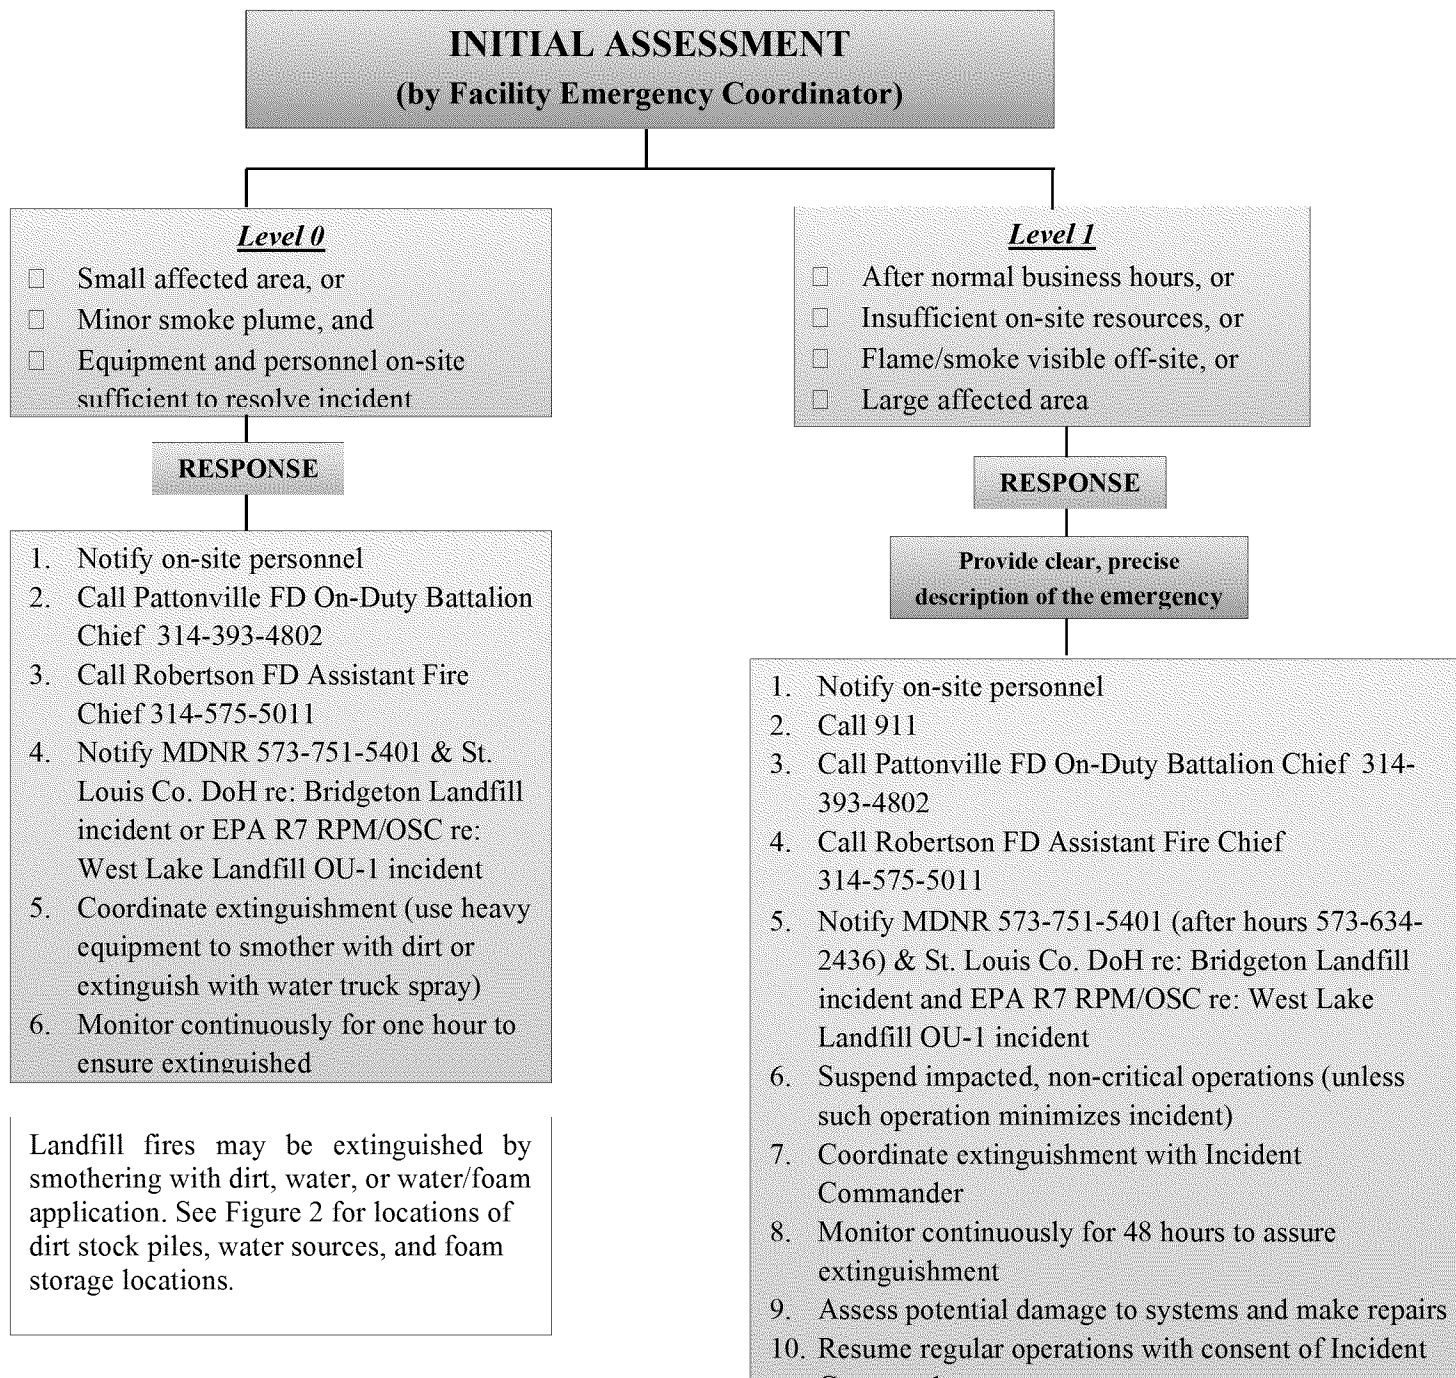 INITIAL ASSESSMENT
(by Facility Emergency Coordinator)
Level 0
☐ Small affected area, or
☐ Minor smoke plume, and
☐ Equipment and personnel on-site
sufficient to resolve incident
RESPONSE
1. Notify on-site personnel
2. Call Pattonville FD On-Duty Battalion
Chief 314-393-4802
3. Call Robertson FD Assistant Fire
Chief 314-575-5011
4. Notify MDNR 573-751-5401 & St.
Louis Co. DoH re: Bridgeton Landfill
incident or EPA R7 RPM/OSC re:
West Lake Landfill OU-1 incident
5. Coordinate extinguishment (use heavy
equipment to smother with dirt or
extinguish with water truck spray)
6. Monitor continuously for one hour to
ensure extinguished
Landfill fires may be extinguished by
smothering with dirt, water, or water/foam
application. See Figure 2 for locations of
dirt stock piles, water sources, and foam
storage locations.
Level 1
☐ After normal business hours, or
☐ Insufficient on-site resources, or
☐ Flame/smoke visible off-site, or
☐ Large affected area
RESPONSE
Provide clear, precise
description of the emergency
1. Notify on-site personnel
2. Call 911
3. Call Pattonville FD On-Duty Battalion Chief 314-
393-4802
4. Call Robertson FD Assistant Fire Chief
314-575-5011
5. Notify MDNR 573-751-5401 (after hours 573-634-
2436) & St. Louis Co. DoH re: Bridgeton Landfill
incident and EPA R7 RPM/OSC re: West Lake
Landfill OU-1 incident
6. Suspend impacted, non-critical operations (unless
such operation minimizes incident)
7. Coordinate extinguishment with Incident
Commander
8. Monitor continuously for 48 hours to assure
extinguishment
9. Assess potential damage to systems and make repairs
10. Resume regular operations with consent of Incident